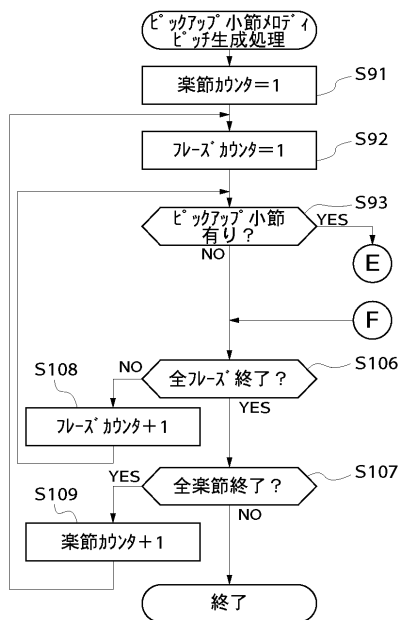 ﾋﾟｯｸｱｯﾌﾟ小節ﾒﾛﾃﾞｨ
ﾋﾟｯﾁ生成処理
楽節ｶｳﾝﾀ＝1
S91
ﾌﾚｰｽﾞｶｳﾝﾀ＝1
S92
ﾋﾟｯｸｱｯﾌﾟ小節
有り？
S93
YES
NO
E
F
全ﾌﾚｰｽﾞ終了？
S106
NO
YES
S108
ﾌﾚｰｽﾞｶｳﾝﾀ＋1
全楽節終了？
S107
YES
NO
S109
楽節ｶｳﾝﾀ＋1
終了